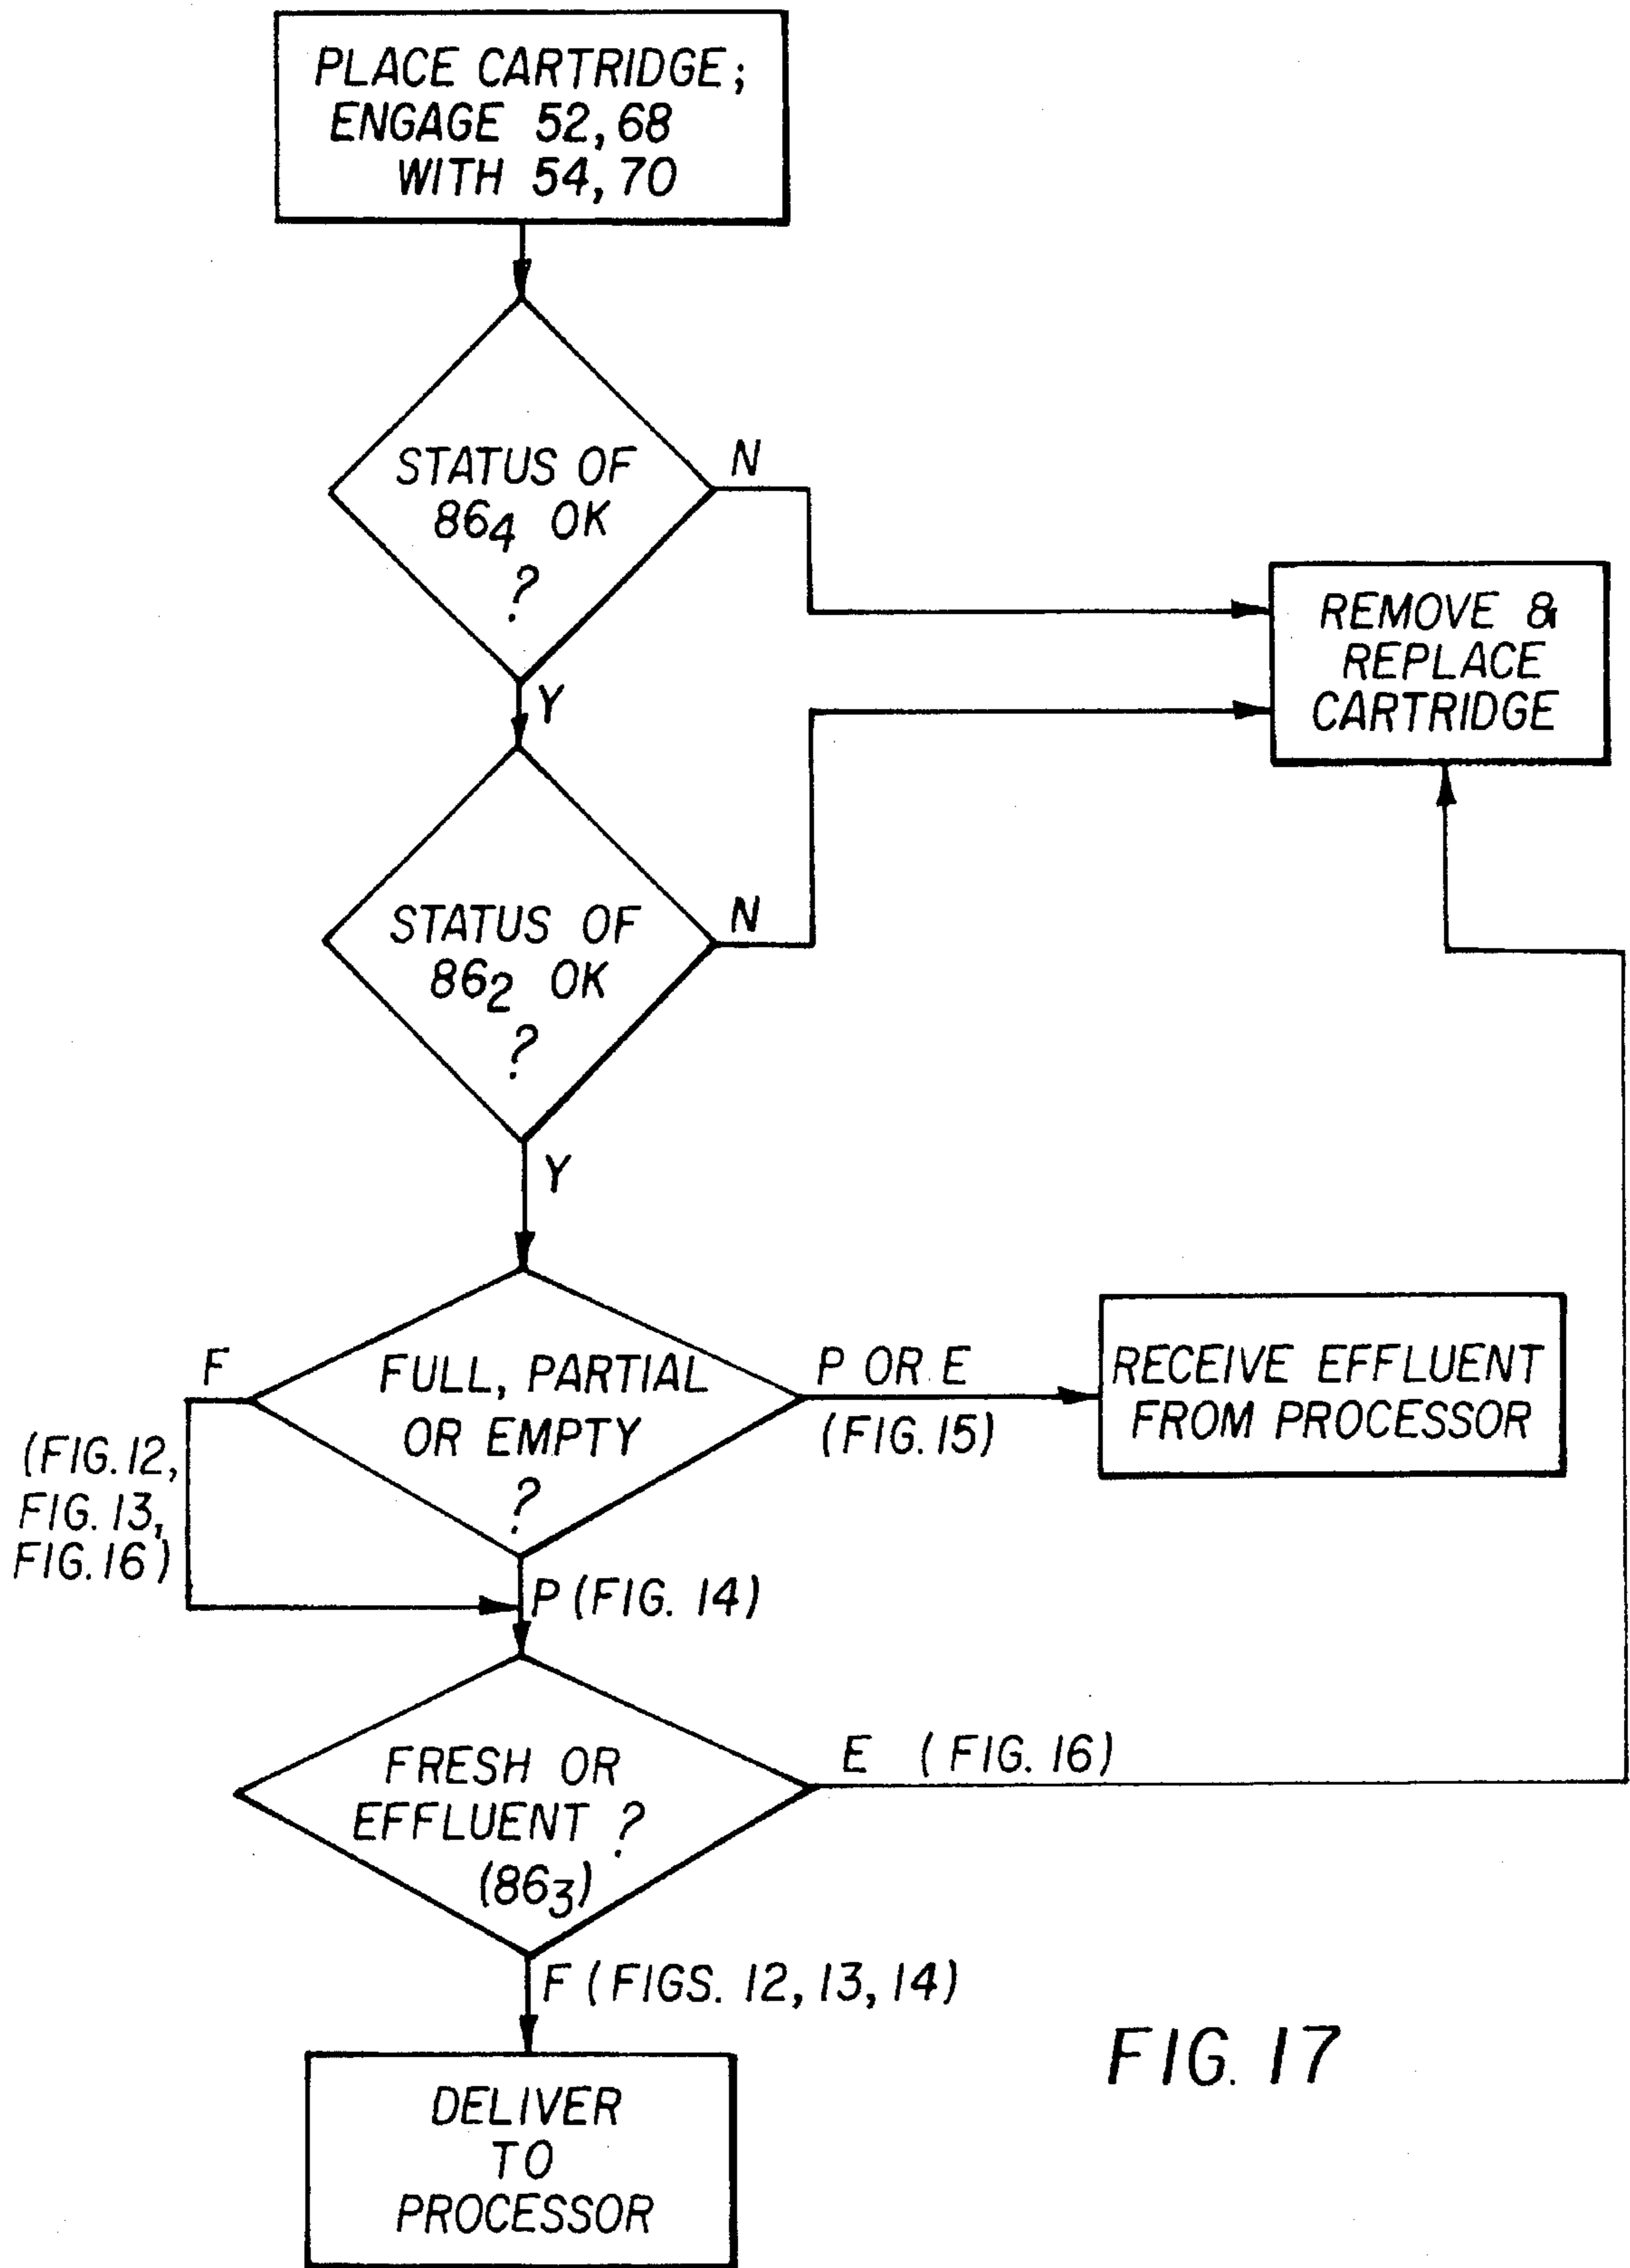 PLACE CARTRIDGE;
ENGAGE 52, 68
WITH 54, 70
STATUS OF
86₄ OK
?
N
Y
REMOVE &
REPLACE
CARTRIDGE
STATUS OF
86₂ OK
?
N
Y
F
FULL, PARTIAL
OR EMPTY
?
P OR E
(FIG. 15)
RECEIVE EFFLUENT
FROM PROCESSOR
(FIG. 12,
FIG. 13,
FIG. 16)
P (FIG. 14)
FRESH OR
EFFLUENT ?
(86₃)
E (FIG. 16)
F (FIGS. 12, 13, 14)
DELIVER
TO
PROCESSOR
FIG. 17